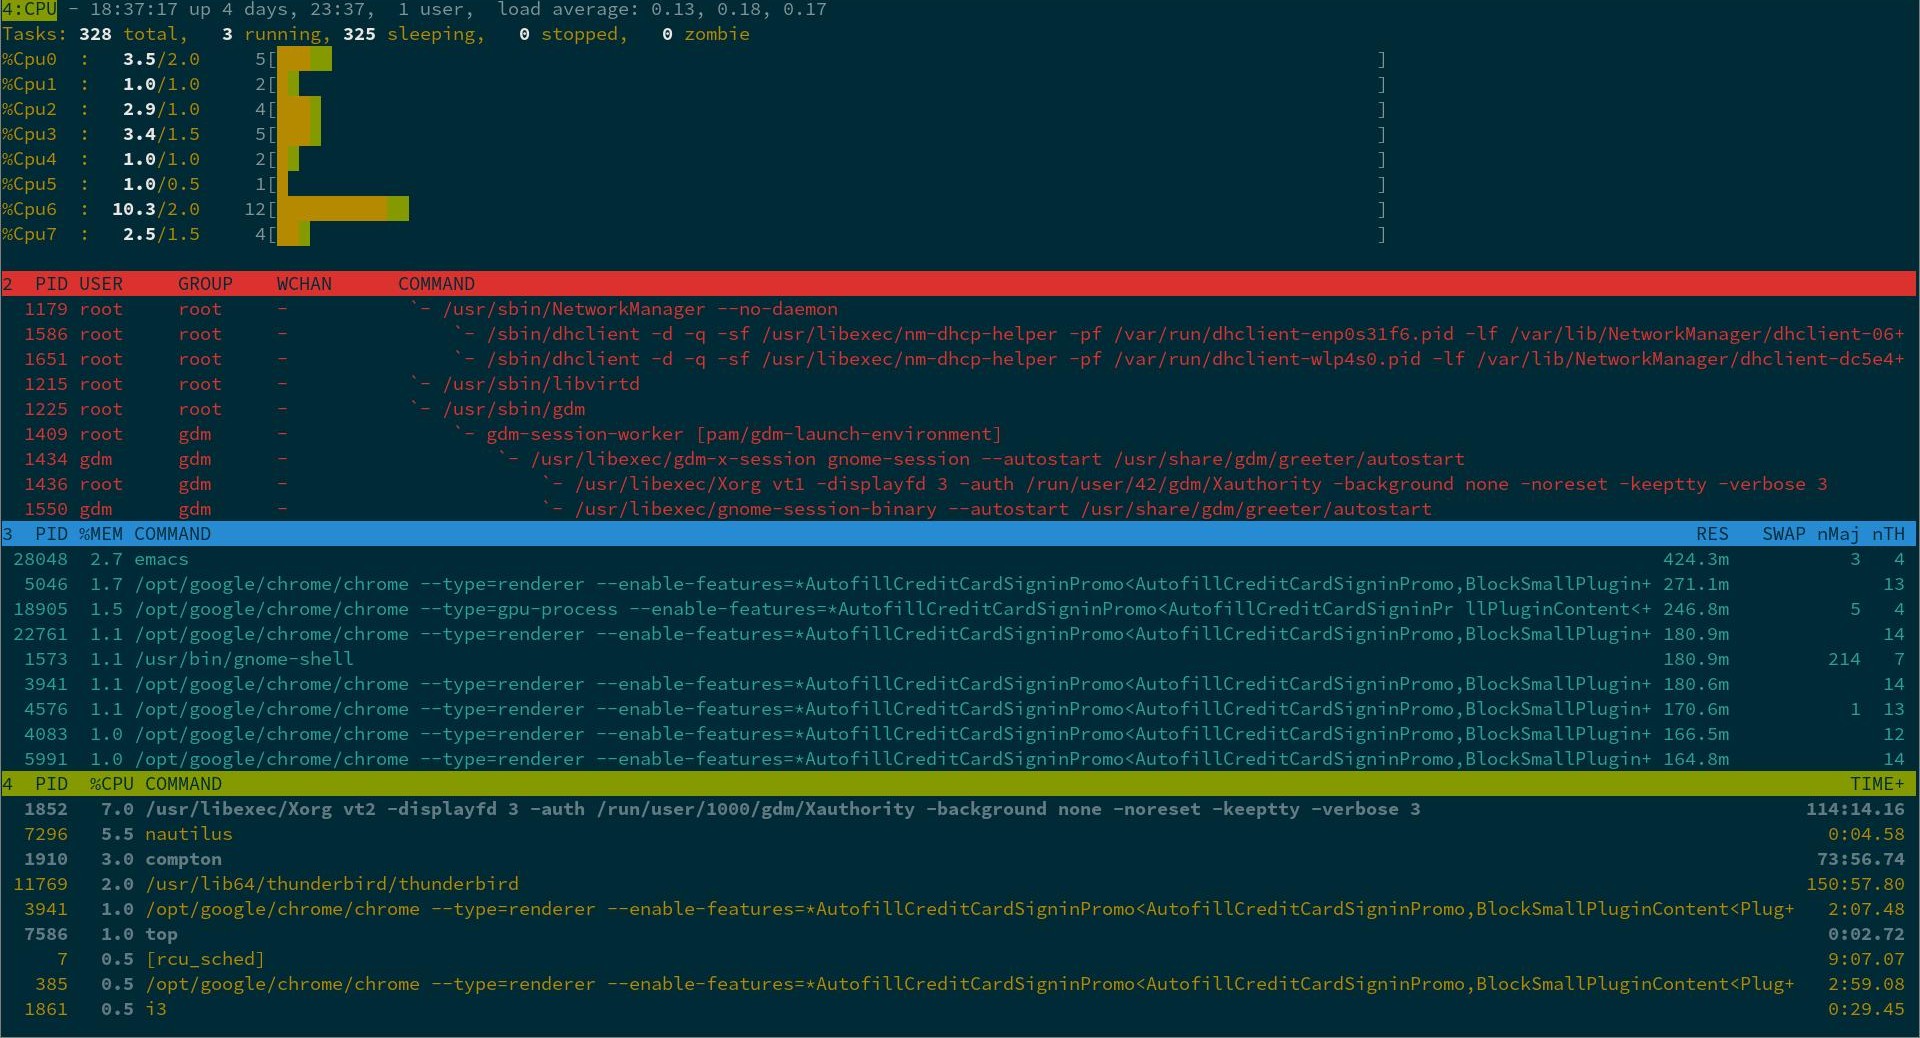 4:CPU - 18:37:17 up 4 days, 23:37,  1 user,  load average: 0.13, 0.18, 0.17
Tasks: 328 total,   3 running, 325 sleeping,   0 stopped,   0 zombie
%Cpu0  :   3.5/2.0     5[                    ]
%Cpu1  :   1.0/1.0     2[                    ]
%Cpu2  :   2.9/1.0     4[                    ]
%Cpu3  :   3.4/1.5     5[                    ]
%Cpu4  :   1.0/1.0     2[                    ]
%Cpu5  :   1.0/0.5     1[                    ]
%Cpu6  :  10.3/2.0    12[                    ]
%Cpu7  :   2.5/1.5     4[                    ]
2  PID USER     GROUP    WCHAN      COMMAND
1179 root     root     -           `- /usr/sbin/NetworkManager --no-daemon
1586 root     root     -               `- /sbin/dhclient -d -q -sf /usr/libexec/nm-dhcp-helper -pf /var/run/dhclient-enp0s31f6.pid -lf /var/lib/NetworkManager/dhclient-06+
1651 root     root     -               `- /sbin/dhclient -d -q -sf /usr/libexec/nm-dhcp-helper -pf /var/run/dhclient-wlp4s0.pid -lf /var/lib/NetworkManager/dhclient-dc5e4+
1215 root     root     -           `- /usr/sbin/libvirtd
1225 root     root     -           `- /usr/sbin/gdm
1409 root     gdm      -               `- gdm-session-worker [pam/gdm-launch-environment]
1434 gdm      gdm      -                   `- /usr/libexec/gdm-x-session gnome-session --autostart /usr/share/gdm/greeter/autostart
1436 root     gdm      -                       `- /usr/libexec/Xorg vt1 -displayfd 3 -auth /run/user/42/gdm/Xauthority -background none -noreset -keeptty -verbose 3
1550 gdm      gdm      -                       `- /usr/libexec/gnome-session-binary --autostart /usr/share/gdm/greeter/autostart
3  PID %MEM COMMAND   RES   SWAP nMaj nTH
28048  2.7 emacs   424.3m   3   4
5046  1.7 /opt/google/chrome/chrome --type=renderer --enable-features=*AutofillCreditCardSigninPromo<AutofillCreditCardSigninPromo,BlockSmallPlugin+ 271.1m   13
18905  1.5 /opt/google/chrome/chrome --type=gpu-process --enable-features=*AutofillCreditCardSigninPromo<AutofillCreditCardSigninPr llPluginContent<+ 246.8m   5   4
22761  1.1 /opt/google/chrome/chrome --type=renderer --enable-features=*AutofillCreditCardSigninPromo<AutofillCreditCardSigninPromo,BlockSmallPlugin+ 180.9m   14
1573  1.1 /usr/bin/gnome-shell   180.9m   214   7
3941  1.1 /opt/google/chrome/chrome --type=renderer --enable-features=*AutofillCreditCardSigninPromo<AutofillCreditCardSigninPromo,BlockSmallPlugin+ 180.6m   14
4576  1.1 /opt/google/chrome/chrome --type=renderer --enable-features=*AutofillCreditCardSigninPromo<AutofillCreditCardSigninPromo,BlockSmallPlugin+ 170.6m   1  13
4083  1.0 /opt/google/chrome/chrome --type=renderer --enable-features=*AutofillCreditCardSigninPromo<AutofillCreditCardSigninPromo,BlockSmallPlugin+ 166.5m   12
5991  1.0 /opt/google/chrome/chrome --type=renderer --enable-features=*AutofillCreditCardSigninPromo<AutofillCreditCardSigninPromo,BlockSmallPlugin+ 164.8m   14
4  PID  %CPU COMMAND   TIME+
1852   7.0 /usr/libexec/Xorg vt2 -displayfd 3 -auth /run/user/1000/gdm/Xauthority -background none -noreset -keeptty -verbose 3   114:14.16
7296   5.5 nautilus   0:04.58
1910   3.0 compton   73:56.74
11769   2.0 /usr/lib64/thunderbird/thunderbird   150:57.80
3941   1.0 /opt/google/chrome/chrome --type=renderer --enable-features=*AutofillCreditCardSigninPromo<AutofillCreditCardSigninPromo,BlockSmallPluginContent<Plug+   2:07.48
7586   1.0 top   0:02.72
7   0.5 [rcu_sched]   9:07.07
385   0.5 /opt/google/chrome/chrome --type=renderer --enable-features=*AutofillCreditCardSigninPromo<AutofillCreditCardSigninPromo,BlockSmallPluginContent<Plug+   2:59.08
1861   0.5 i3   0:29.45